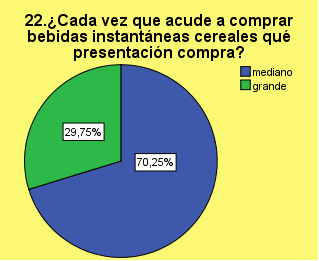 22.¿Cada vez que acude a comprar
bebidas instantáneas cereales qué
presentación compra?
mediano
grande
29,75%
70,25%